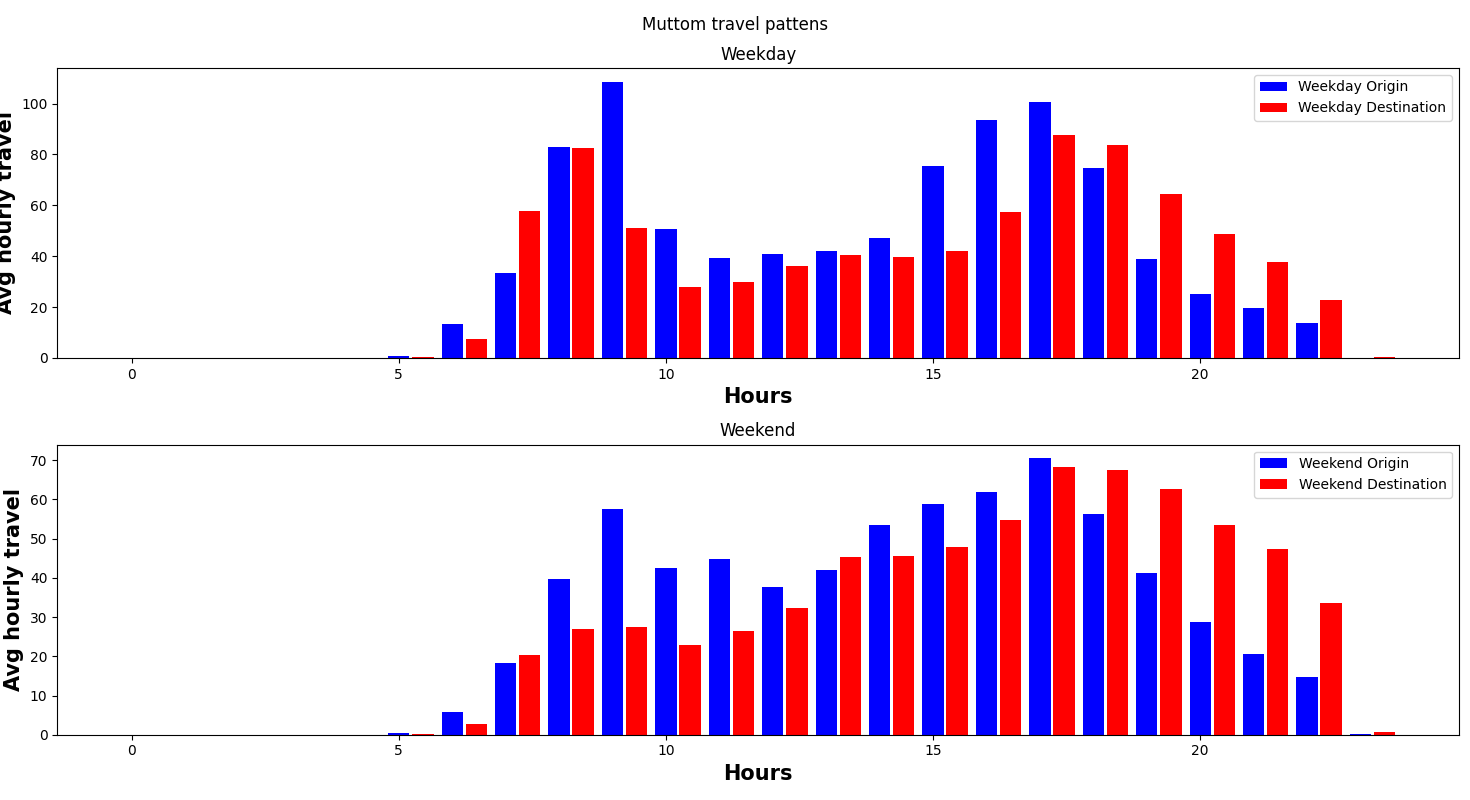 Muttom travel pattens
Weekday
Weekday Origin
Weekday Destination
Avg hourly travel
100
80
60
40
20
0
0 5 10 15 20
Hours
Weekend
Weekend Origin
Weekend Destination
Avg hourly travel
70
60
50
40
30
20
10
0
0 5 10 15 20
Hours